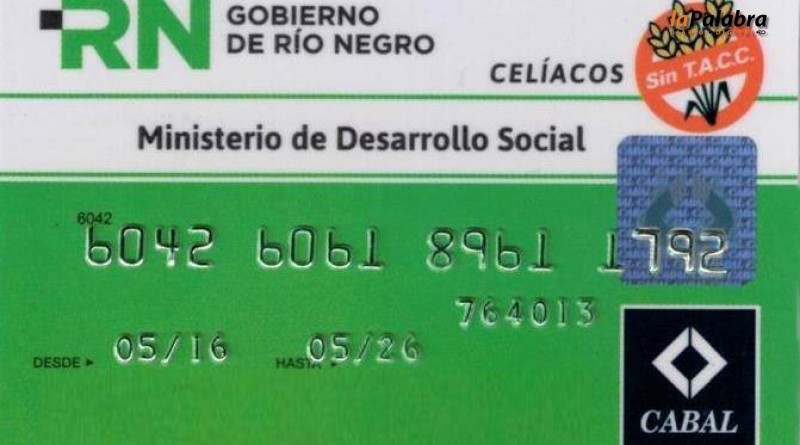 laPalabra
RN GOBIERNO
DE RÍO NEGRO
CELÍACOS
Sin T.A.C.C.
Ministerio de Desarrollo Social
6042
6042 6061 8961 1792
764013
DESDE 05/16 HASTA 05/26
CABAL